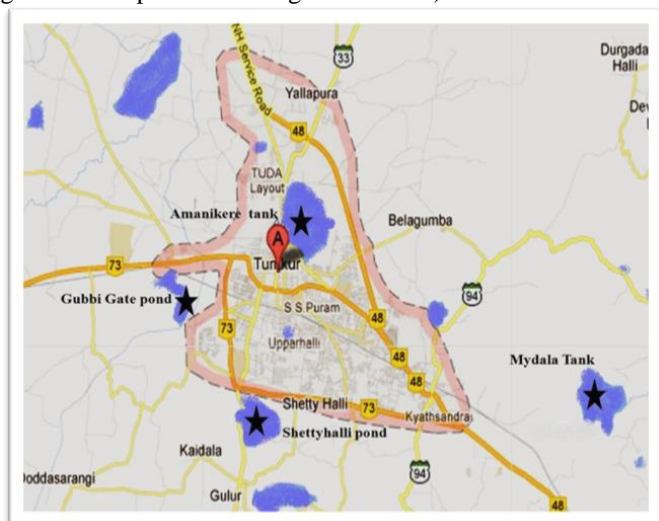 NH Service Road
33
Durgada
Halli
Yallapura
48
TUDA
Layout
Amanikere tank
Belagumba
A
73
Tumkur
Gubbi Gate pond
94
S S Puram
73
48
Upparhalli
48
48
Mydala Tank
Shetty Halli
73
Kyathsandra
Shettyhalli pond
Kaidala
94
Doddasarangi
Gulur
48